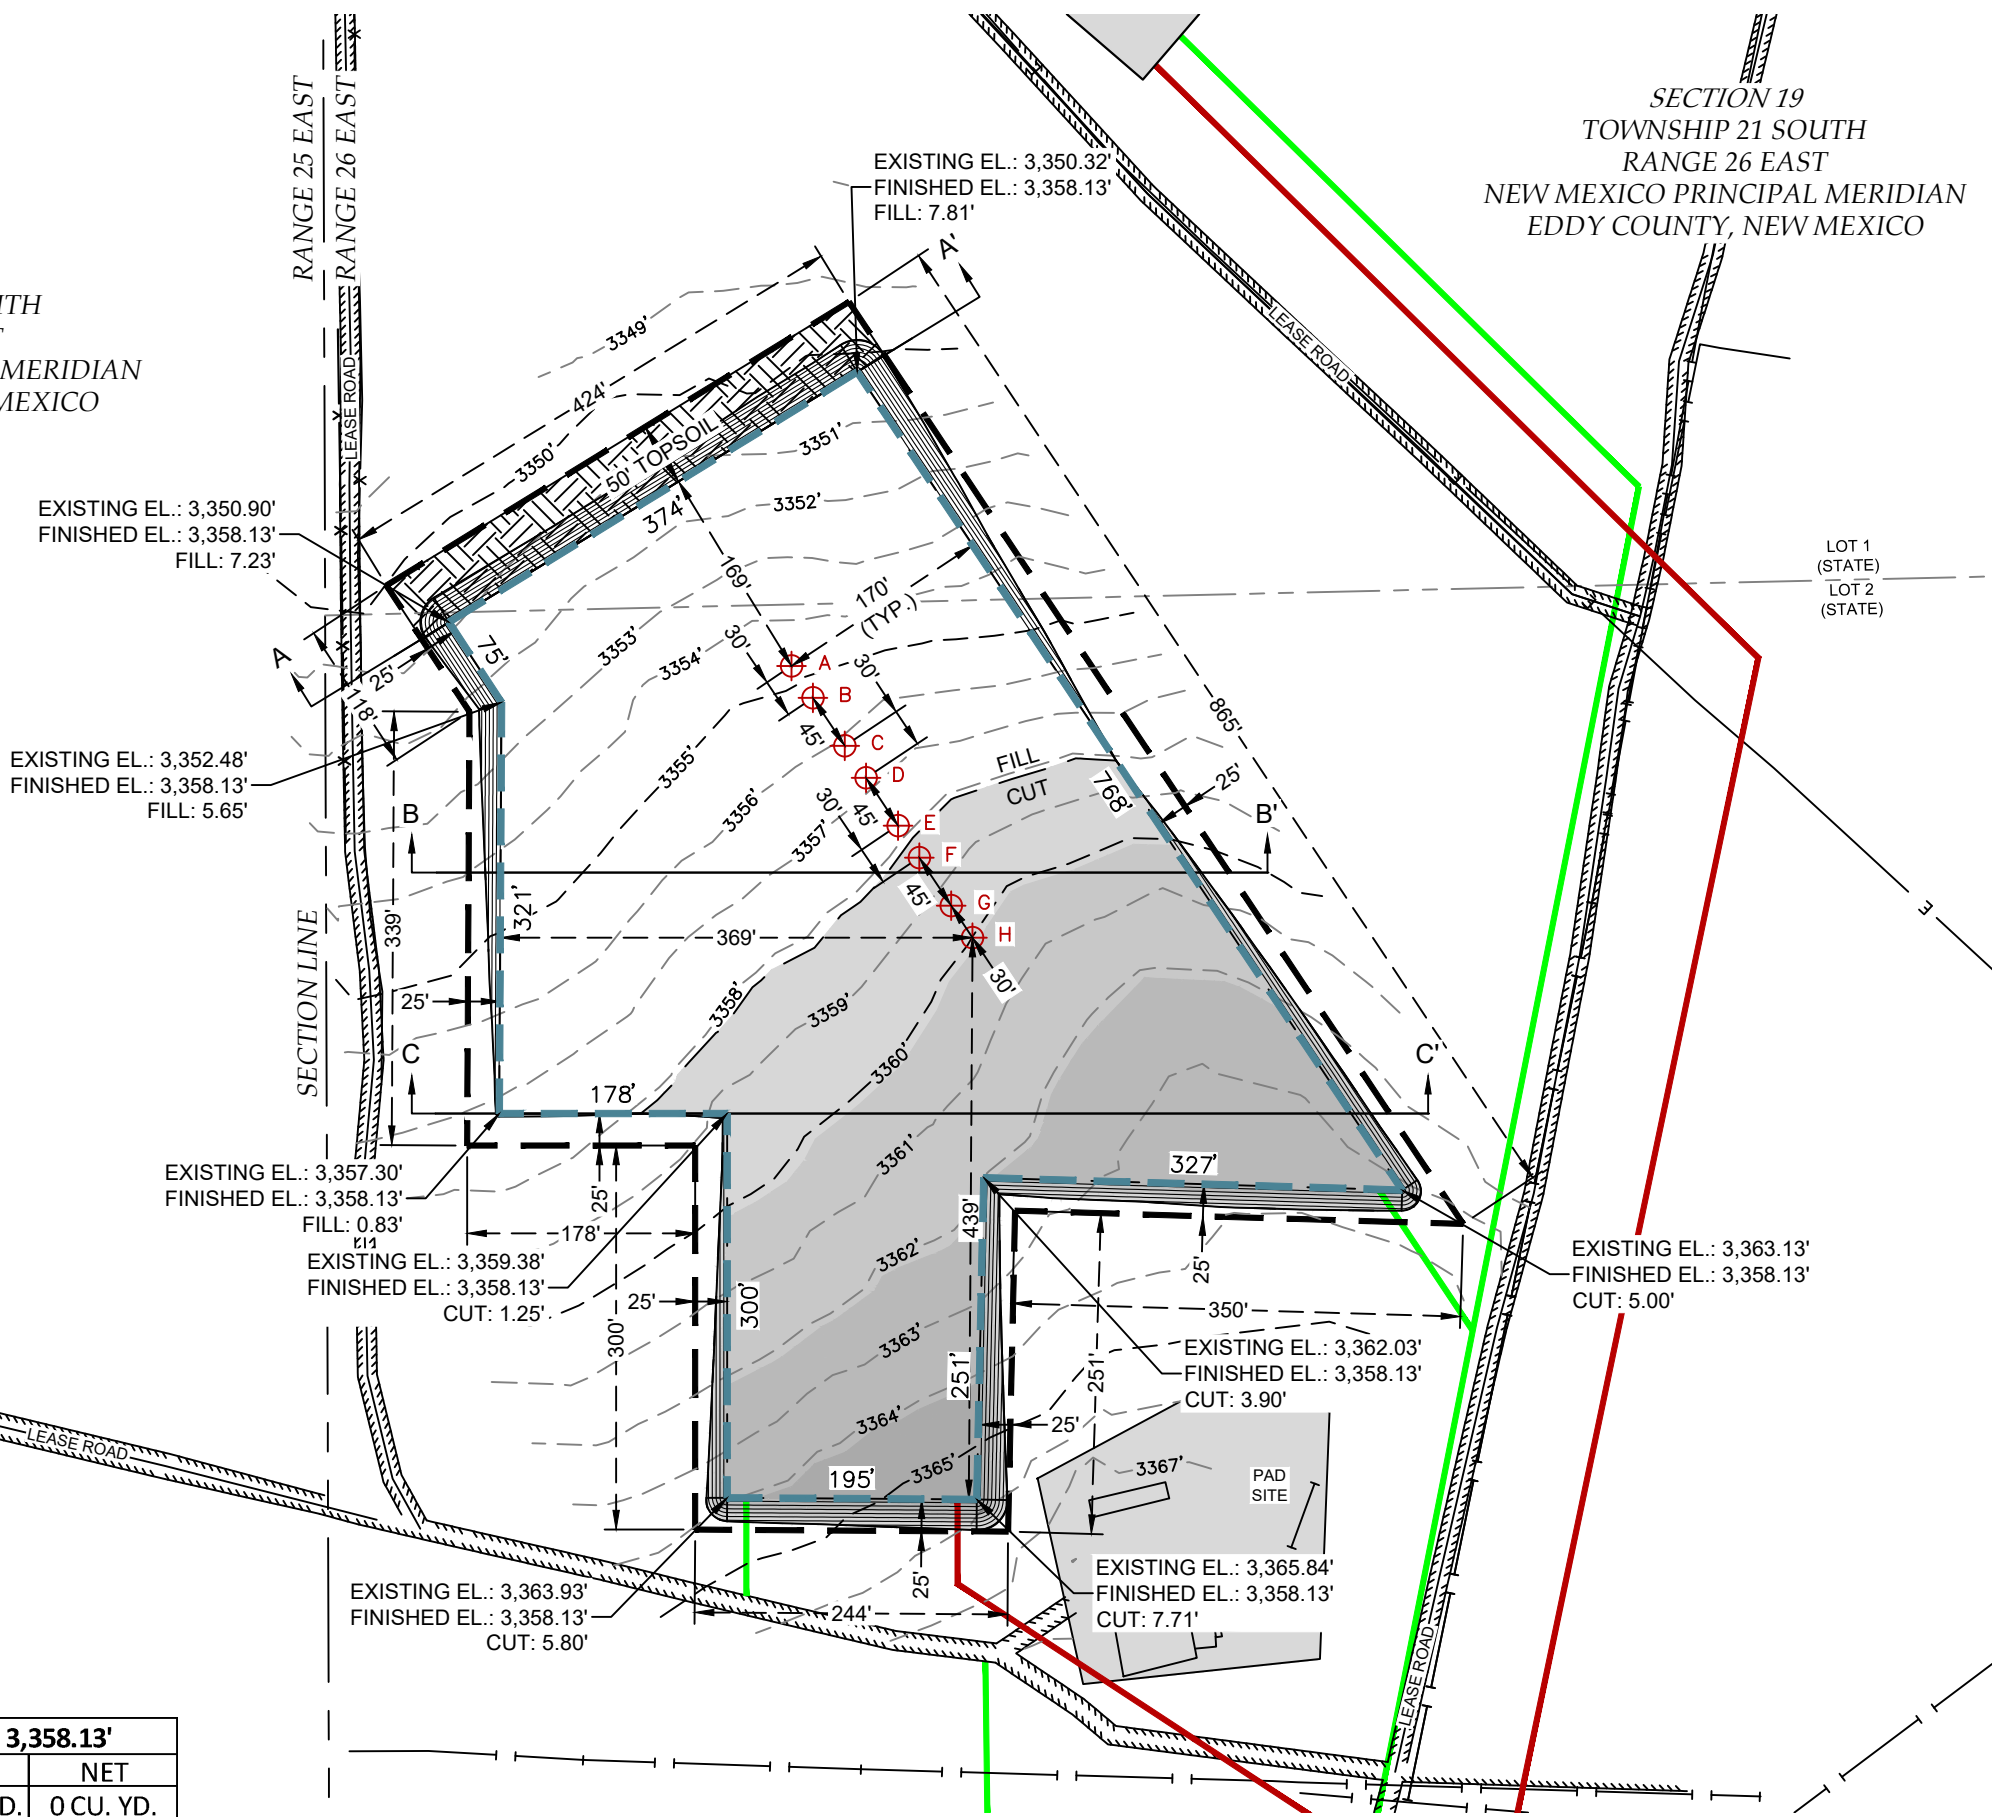 RANGE 25 EAST
RANGE 26 EAST
SECTION 19
TOWNSHIP 21 SOUTH
RANGE 26 EAST
NEW MEXICO PRINCIPAL MERIDIAN
EDDY COUNTY, NEW MEXICO
EXISTING EL.: 3,350.32'
FINISHED EL.: 3,358.13'
FILL: 7.81'
A'
MERIDIAN
MEXICO
LEASE ROAD
LEASE ROAD
3349'
424'
3350'
50' TOPSOIL
374'
3351'
3352'
EXISTING EL.: 3,350.90'
FINISHED EL.: 3,358.13'
FILL: 7.23'
LOT 1
(STATE)
LOT 2
(STATE)
169'
170'
(TYP.)
A
25'
75'
118'
3353'
3354'
30'
A
B
30'
45'
C
D
865'
EXISTING EL.: 3,352.48'
FINISHED EL.: 3,358.13'
FILL: 5.65'
3355'
3356'
3357'
30'
45'
E
FILL
CUT
768'
25'
B
B'
F
45'
G
H
30'
321'
339'
369'
25'
SECTION LINE
3358'
3359'
3360'
C
C'
178'
3361'
327'
EXISTING EL.: 3,357.30'
FINISHED EL.: 3,358.13'
FILL: 0.83'
25'
178'
439'
3362'
25'
EXISTING EL.: 3,359.38'
FINISHED EL.: 3,358.13'
CUT: 1.25'
EXISTING EL.: 3,363.13'
FINISHED EL.: 3,358.13'
CUT: 5.00'
25'
300'
300'
350'
3363'
251'
251'
EXISTING EL.: 3,362.03'
FINISHED EL.: 3,358.13'
CUT: 3.90'
3364'
25'
LEASE ROAD
195'
3365'
3367'
PAD
SITE
EXISTING EL.: 3,363.93'
FINISHED EL.: 3,358.13'
CUT: 5.80'
25'
244'
EXISTING EL.: 3,365.84'
FINISHED EL.: 3,358.13'
CUT: 7.71'
LEASE ROAD
3,358.13'
NET
D.
0 CU. YD.